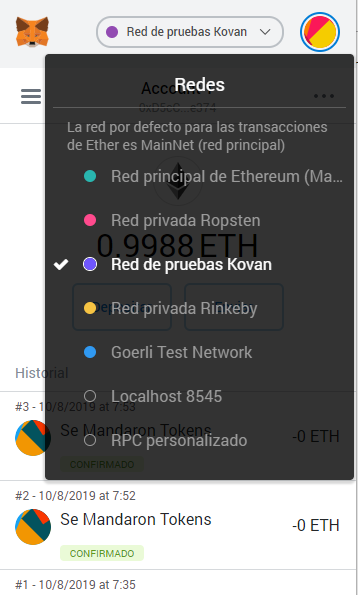 Red de pruebas Kovan
Redes
La red por defecto para las transacciones
de Ether es MainNet (red principal)
Red principal de Ethereum (Ma...
Red privada Ropsten
0.9988 ETH
Red de pruebas Kovan
Red privada Rinkeby
Goerli Test Network
Historial
Localhost 8545
#3 - 10/8/2019 at 7:53
Se Mandaron Tokens
-0 ETH
RPC personalizado
CONFIRMADO
#2 - 10/8/2019 at 7:52
Se Mandaron Tokens
-0 ETH
CONFIRMADO
#1 - 10/8/2019 at 7:35